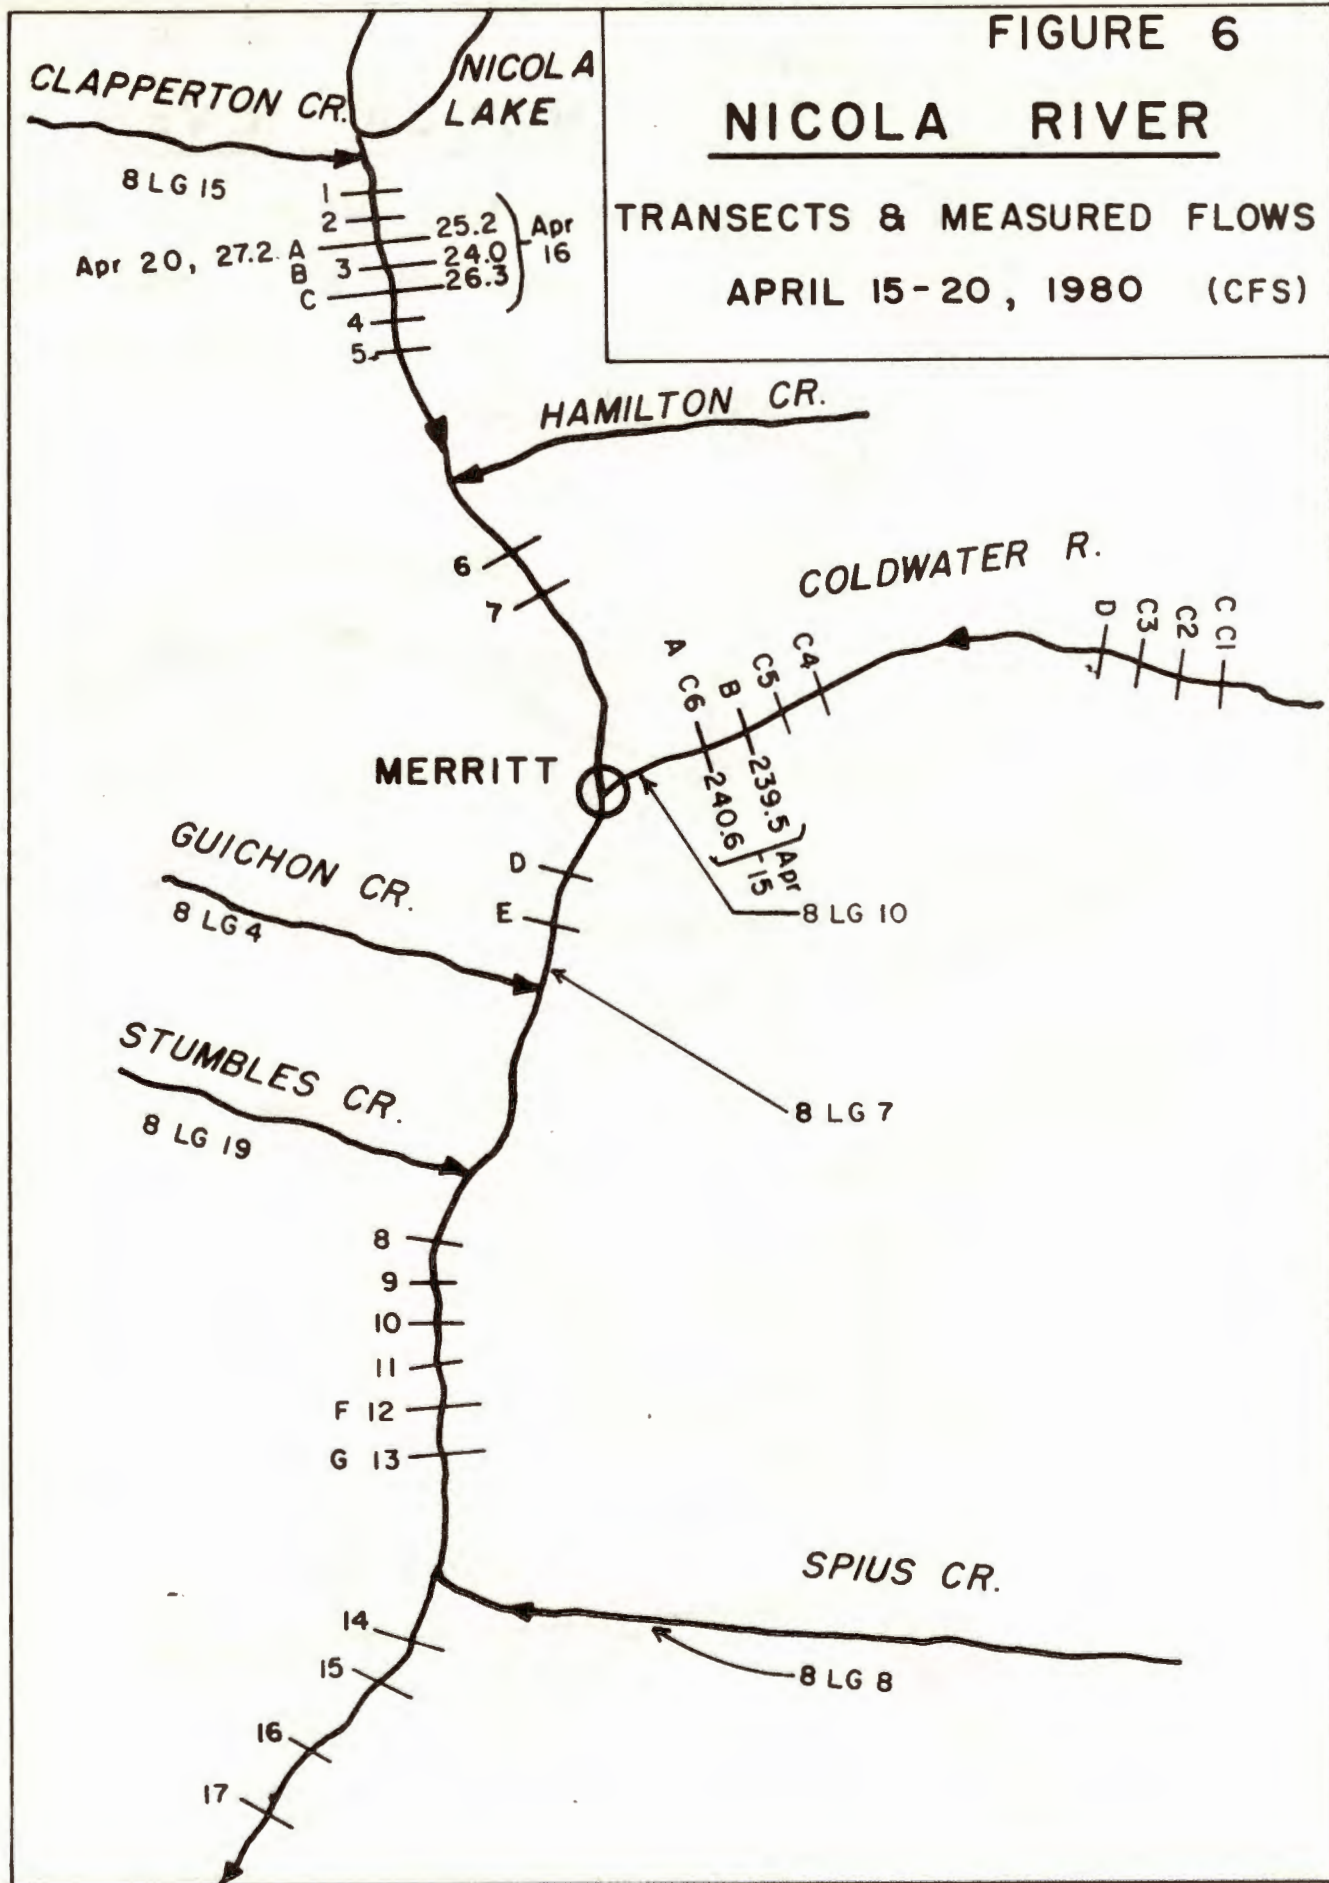 FIGURE 6
NICOLA RIVER
TRANSECTS & MEASURED FLOWS
APRIL 15-20, 1980 (CFS)
NICOLA
LAKE
CLAPPERTON CR.
8 LG 15
1
2
A 25.2
Apr 20, 27.2
B 3 24.0
C 26.3
Apr
16
4
5
HAMILTON CR.
6
7
COLDWATER R.
C C1
C2
C3
D
C4
C5
B 239.5
A C6 240.6
Apr
15
8 LG 10
MERRITT
D
E
GUICHON CR.
8 LG 4
8 LG 7
STUMBLES CR.
8 LG 19
8
9
10
11
F 12
G 13
SPIUS CR.
8 LG 8
14
15
16
17